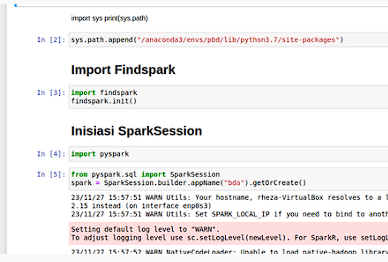 import sys print(sys.path)
In [2]: sys.path.append("/anaconda3/envs/pbd/lib/python3.7/site-packages")
Import Findspark
In [3]: import findspark
findspark.init()
Inisiasi SparkSession
In [4]: import pyspark
In [5]: from pyspark.sql import SparkSession
spark = SparkSession.builder.appName("bda").getOrCreate()
23/11/27 15:57:51 WARN Utils: Your hostname, rheza-VirtualBox resolves to a l
2.15 instead (on interface enp0s3)
23/11/27 15:57:51 WARN Utils: Set SPARK_LOCAL_IP if you need to bind to anoth
Setting default log level to "WARN".
To adjust logging level use sc.setLogLevel(newLevel). For SparkR, use setLogL
23/11/27 15:57:52 WARN NativeCodeLoader: Unable to load native-hadoop library